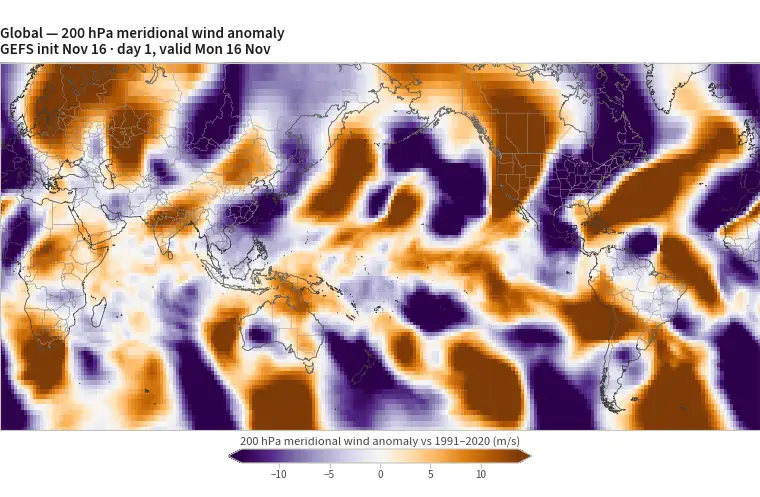 Global — 200 hPa meridional wind anomaly
GEFS init Nov 16 · day 1, valid Mon 16 Nov
200 hPa meridional wind anomaly vs 1991–2020 (m/s)
−10 −5 0 5 10